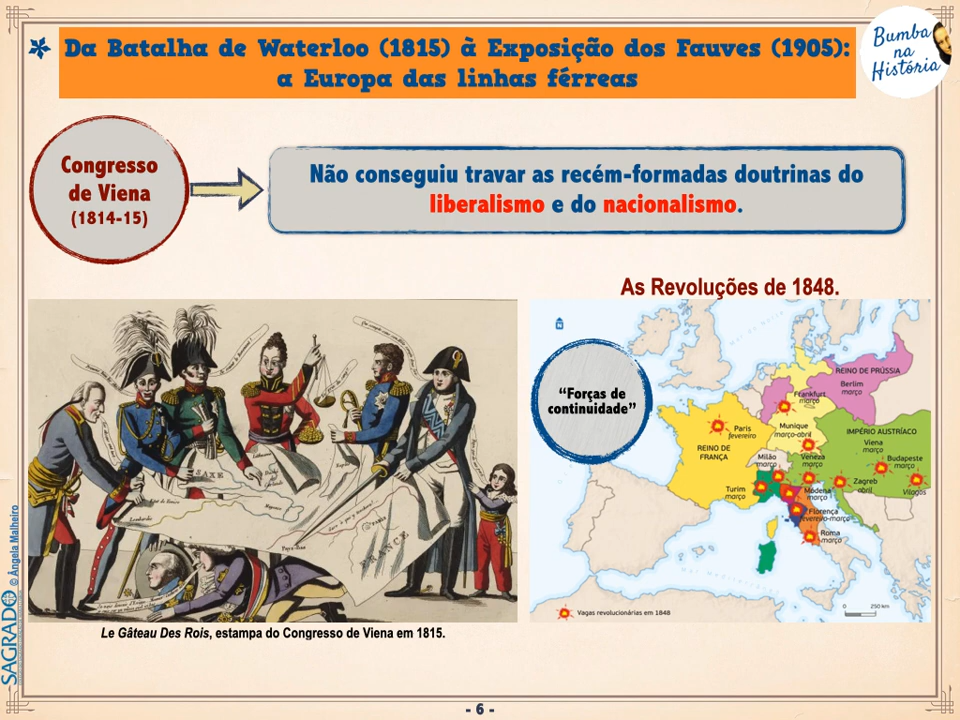 Da Batalha de Waterloo (1815) à Exposição dos Fauves (1905):
a Europa das linhas férreas
Bumba
na
História
Congresso
de Viena
(1814-15)
Não conseguiu travar as recém-formadas doutrinas do
liberalismo e do nacionalismo.
As Revoluções de 1848.
SAXE
FRANCE
Le Gâteau Des Rois, estampa do Congresso de Viena em 1815.
"Forças de
continuidade"
REINO DE PRÚSSIA
Berlim
março
Frankfurt
março
Paris
fevereiro
REINO DE
FRANÇA
Munique
março-abril
IMPÉRIO AUSTRÍACO
Viena
março
Budapeste
março
Milão
março
Veneza
março
Zagreb
abril
Vilagos
Turim
março
Módena
março
Florença
fevereiro-março
Roma
março
Vagas revolucionárias em 1848
0 250 km
SAGRADO
© Ângela Malheiro
- 6 -